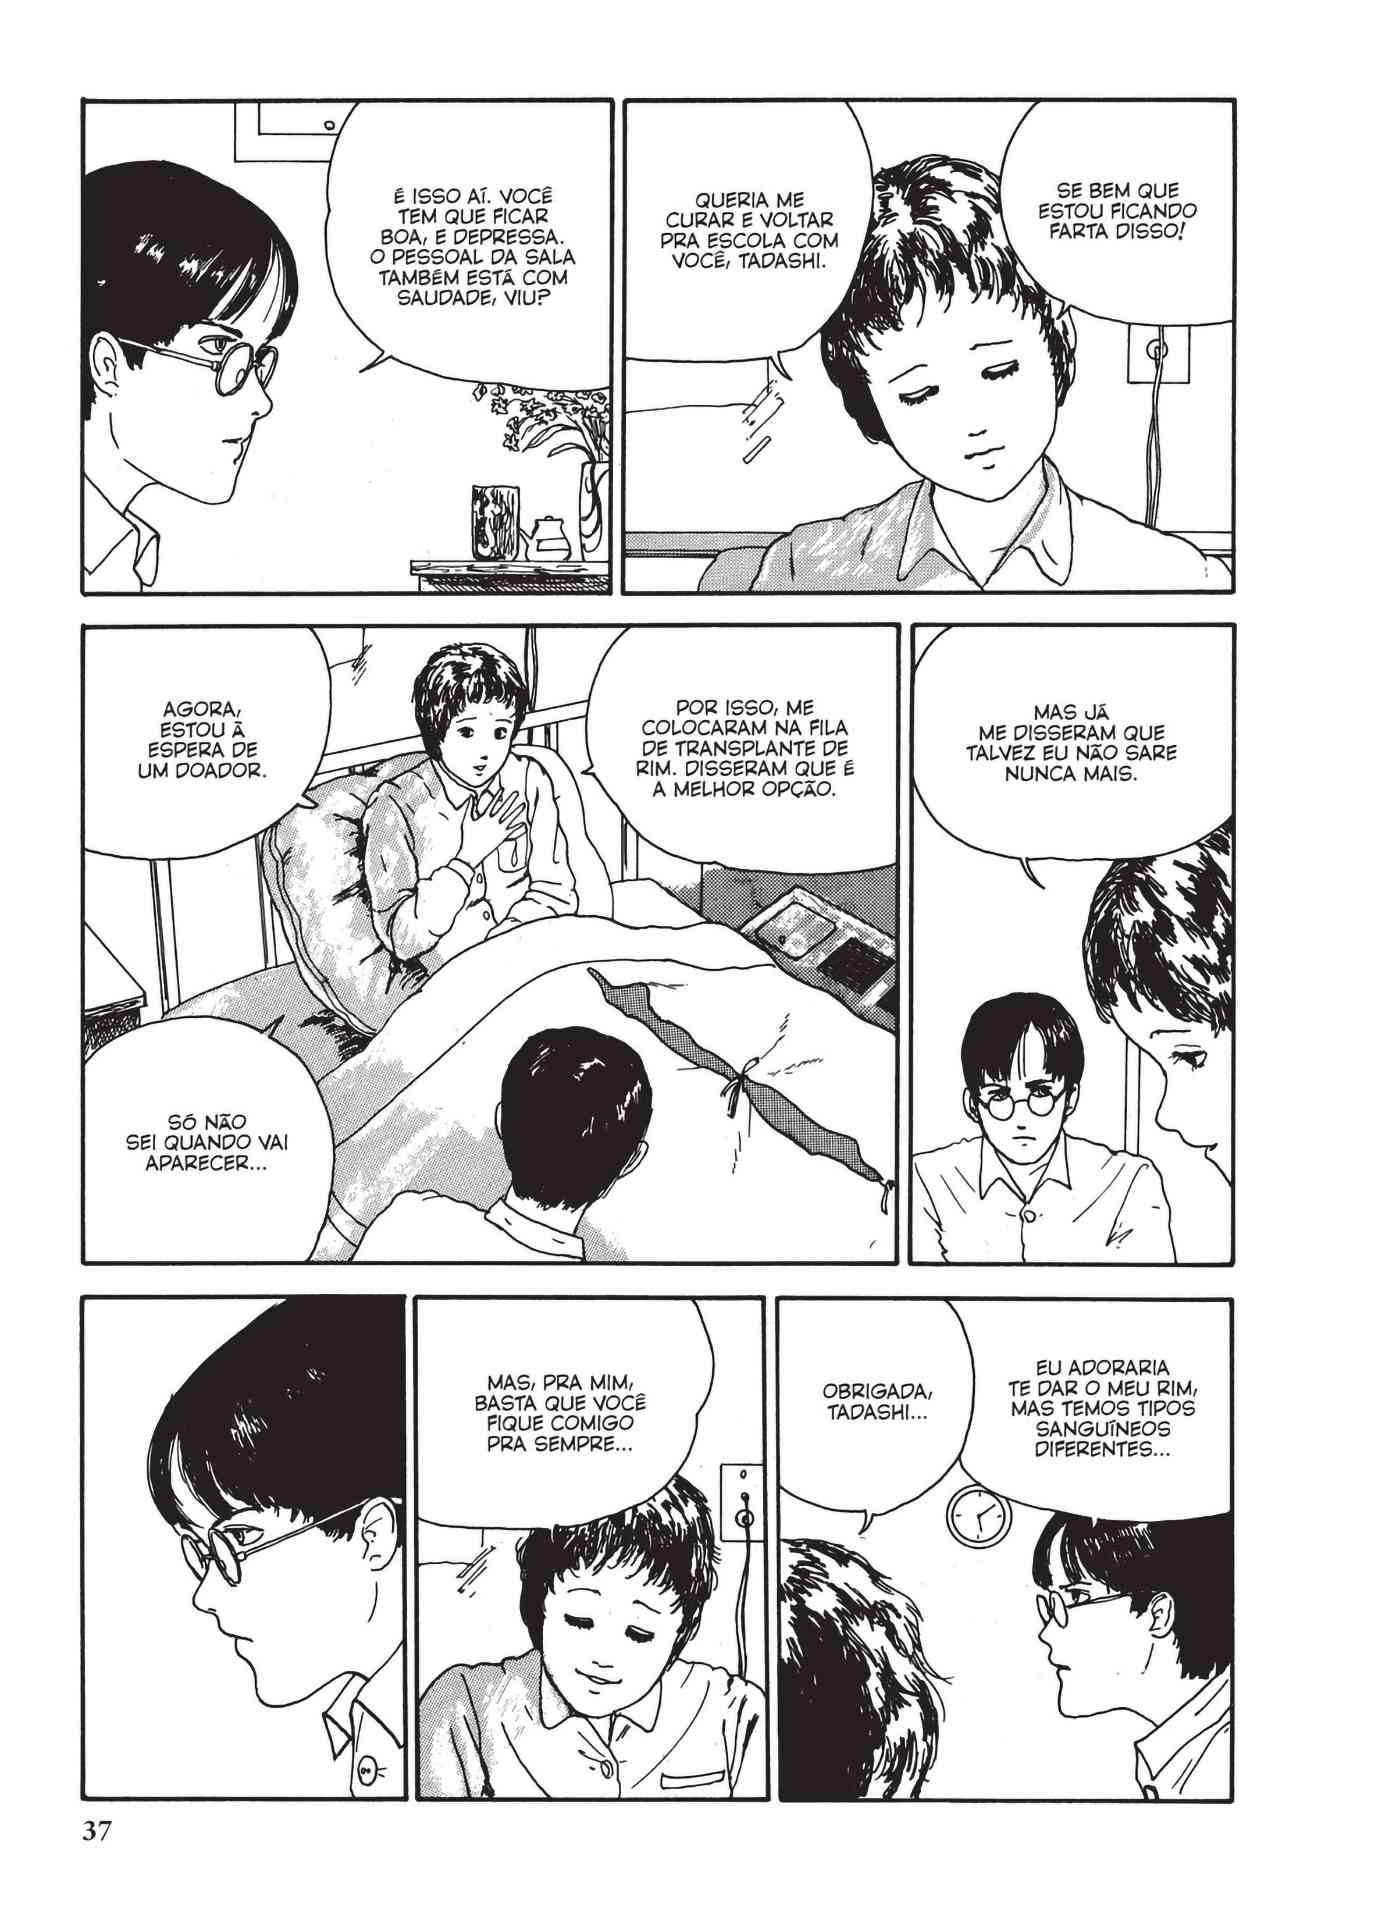 SE BEM QUE
ESTOU FICANDO
FARTA DISSO!
QUERIA ME
CURAR E VOLTAR
PRA ESCOLA COM
VOCÊ, TADASHI.
É ISSO AÍ. VOCÊ
TEM QUE FICAR
BOA, E DEPRESSA.
O PESSOAL DA SALA
TAMBÉM ESTÁ COM
SAUDADE, VIU?
MAS JÁ
ME DISSERAM QUE
TALVEZ EU NÃO SARE
NUNCA MAIS.
POR ISSO, ME
COLOCARAM NA FILA
DE TRANSPLANTE DE
RIM. DISSERAM QUE É
A MELHOR OPÇÃO.
AGORA,
ESTOU À
ESPERA DE
UM DOADOR.
SÓ NÃO
SEI QUANDO VAI
APARECER...
EU ADORARIA
TE DAR O MEU RIM,
MAS TEMOS TIPOS
SANGUÍNEOS
DIFERENTES...
OBRIGADA,
TADASHI...
MAS, PRA MIM,
BASTA QUE VOCÊ
FIQUE COMIGO
PRA SEMPRE...
37